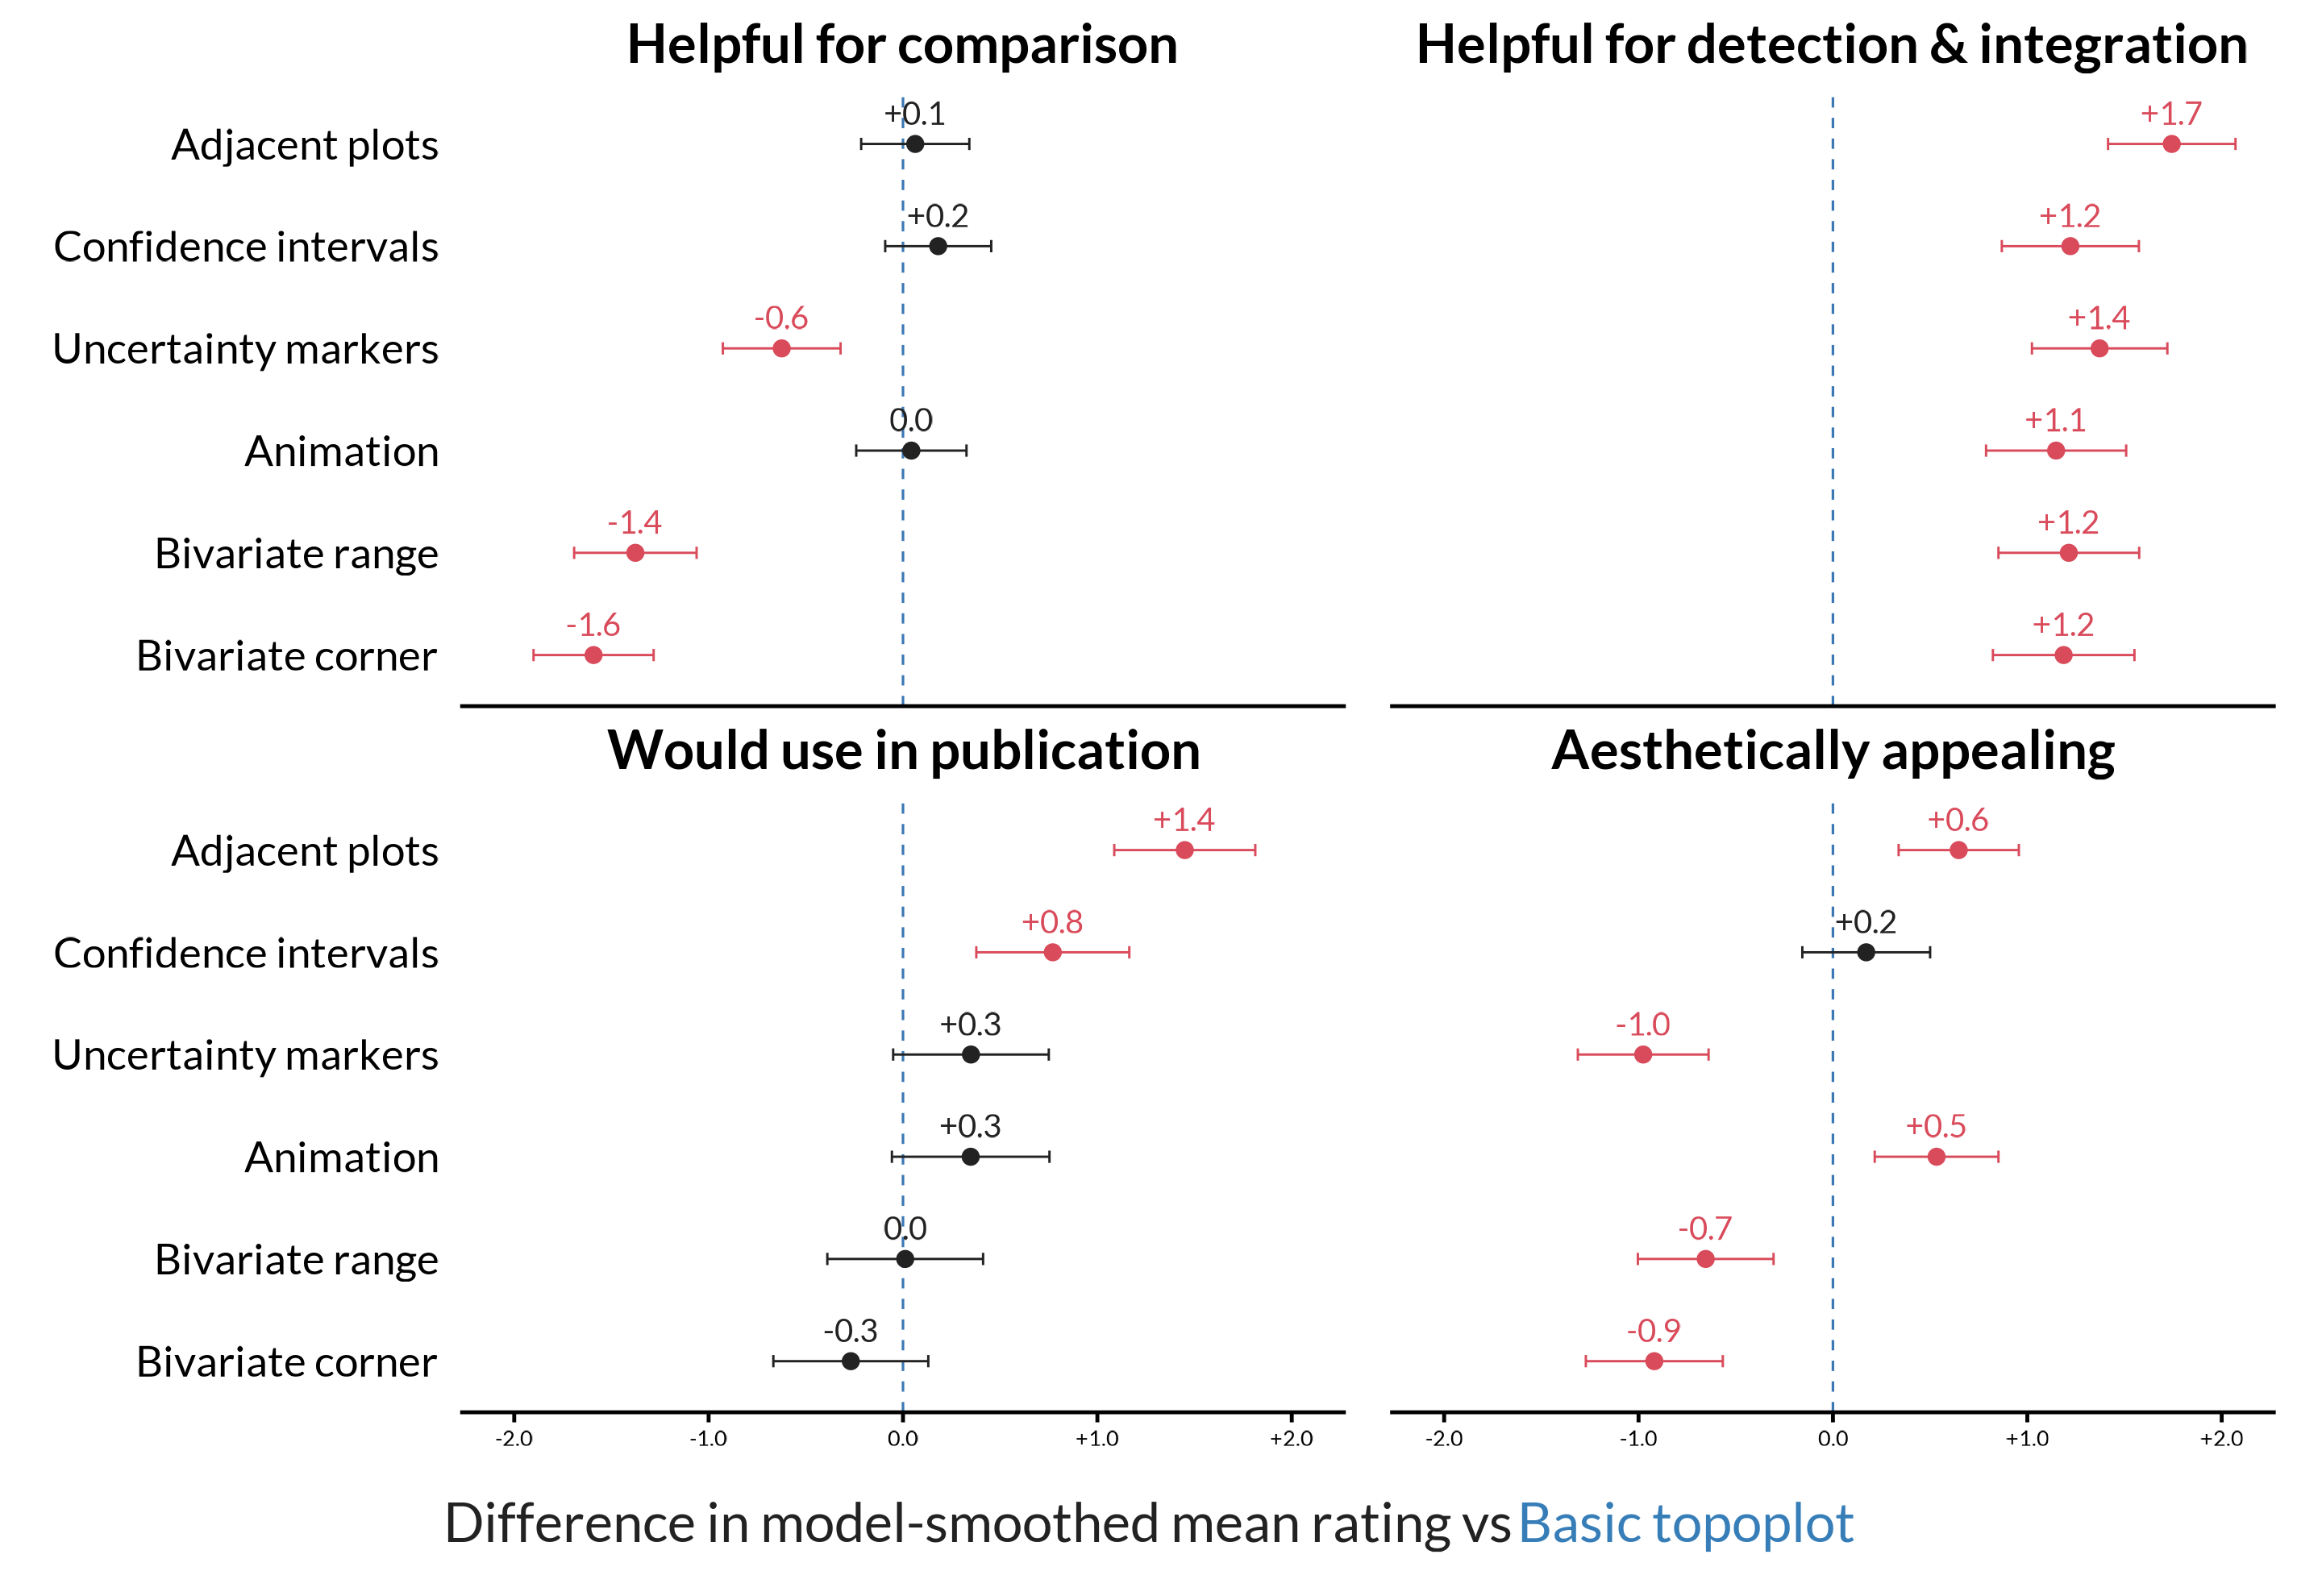 Helpful for comparison
Helpful for detection & integration
Adjacent plots
+0.1
+1.7
Confidence intervals
+0.2
+1.2
Uncertainty markers
-0.6
+1.4
Animation
0.0
+1.1
Bivariate range
-1.4
+1.2
Bivariate corner
-1.6
+1.2
Would use in publication
Aesthetically appealing
Adjacent plots
+1.4
+0.6
Confidence intervals
+0.8
+0.2
Uncertainty markers
+0.3
-1.0
Animation
+0.3
+0.5
Bivariate range
0.0
-0.7
Bivariate corner
-0.3
-0.9
-2.0 -1.0 0.0 +1.0 +2.0
-2.0 -1.0 0.0 +1.0 +2.0
Difference in model-smoothed mean rating vs Basic topoplot